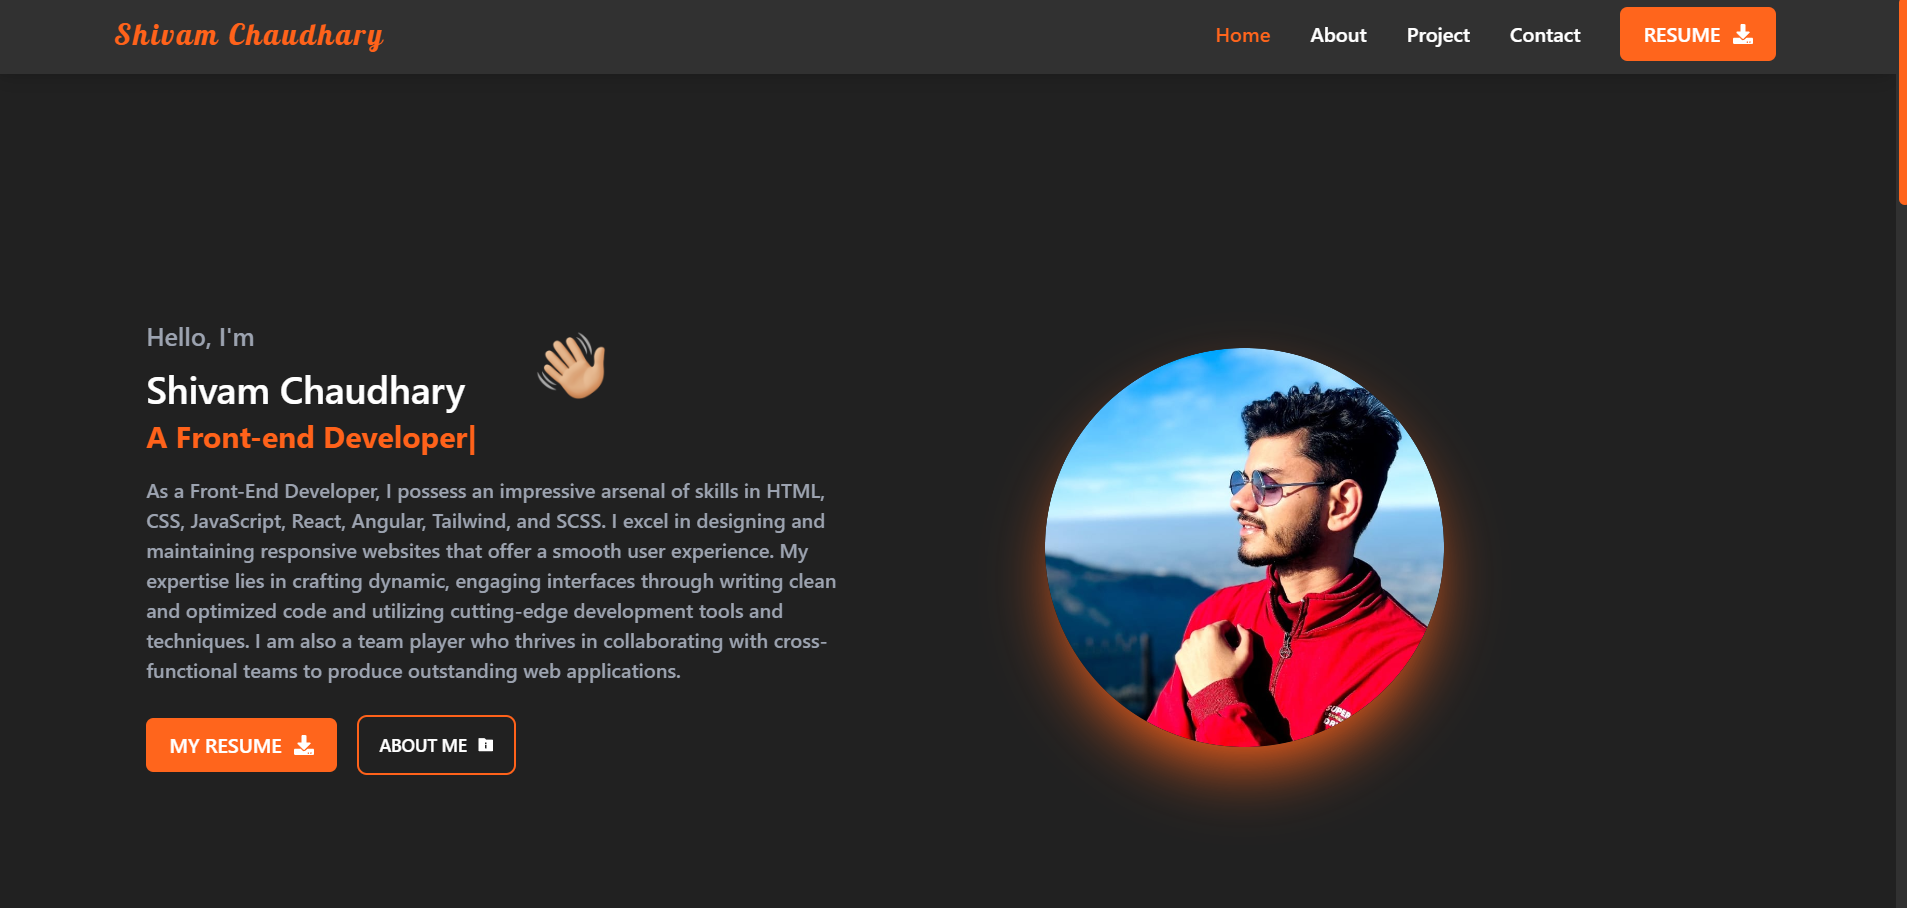 Shivam Chaudhary
Home About Project Contact RESUME
Hello, I'm
Shivam Chaudhary
A Front-end Developer|
As a Front-End Developer, I possess an impressive arsenal of skills in HTML,
CSS, JavaScript, React, Angular, Tailwind, and SCSS. I excel in designing and
maintaining responsive websites that offer a smooth user experience. My
expertise lies in crafting dynamic, engaging interfaces through writing clean
and optimized code and utilizing cutting-edge development tools and
techniques. I am also a team player who thrives in collaborating with cross-
functional teams to produce outstanding web applications.
MY RESUME ABOUT ME
SUPER